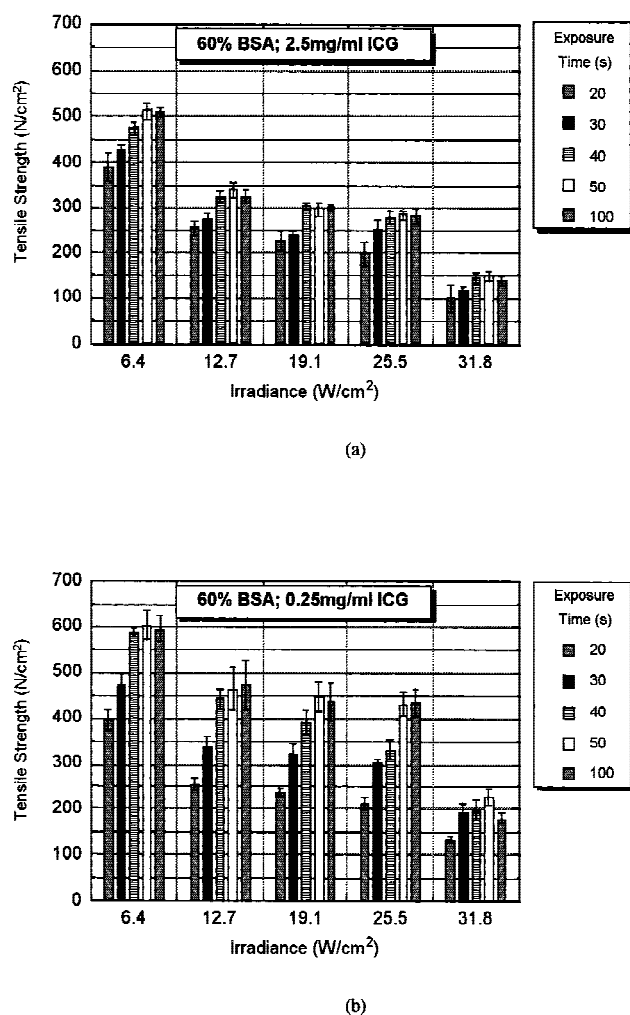 60% BSA; 2.5mg/ml ICG
Tensile Strength (N/cm²)
700
600
500
400
300
200
100
0
6.4 12.7 19.1 25.5 31.8
Irradiance (W/cm²)
Exposure
Time (s)
20
30
40
50
100
(a)
60% BSA; 0.25mg/ml ICG
Tensile Strength (N/cm²)
700
600
500
400
300
200
100
0
6.4 12.7 19.1 25.5 31.8
Irradiance (W/cm²)
Exposure
Time (s)
20
30
40
50
100
(b)